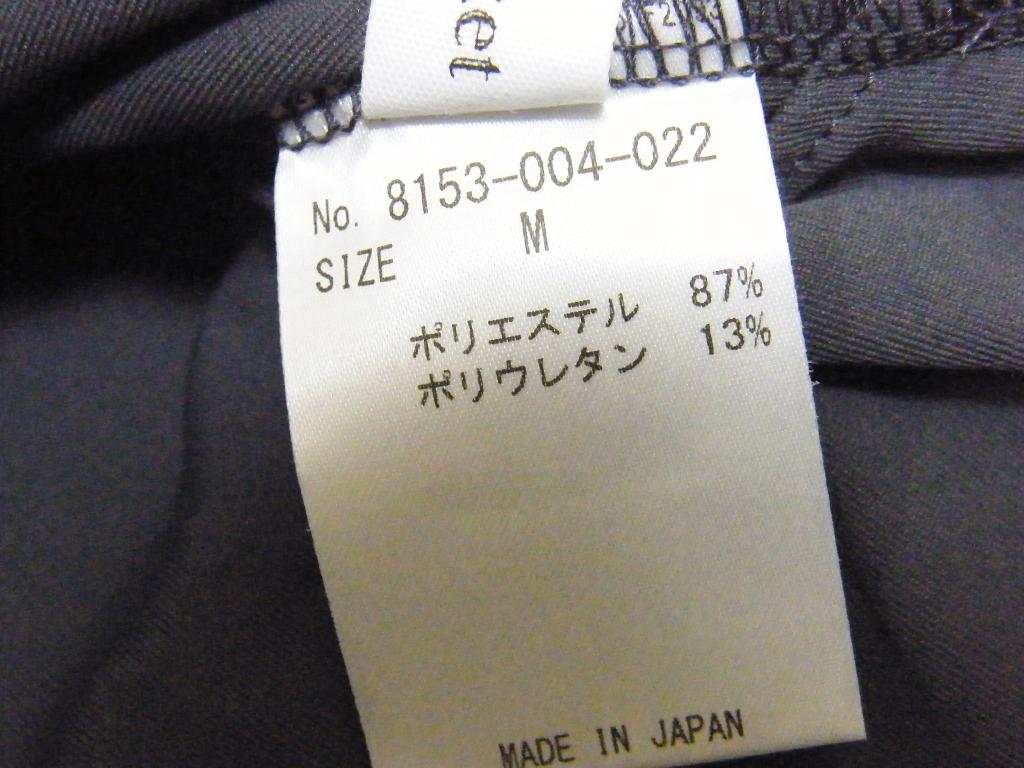 No. 8153-004-022
SIZE M
ポリエステル 87%
ポリウレタン 13%
MADE IN JAPAN